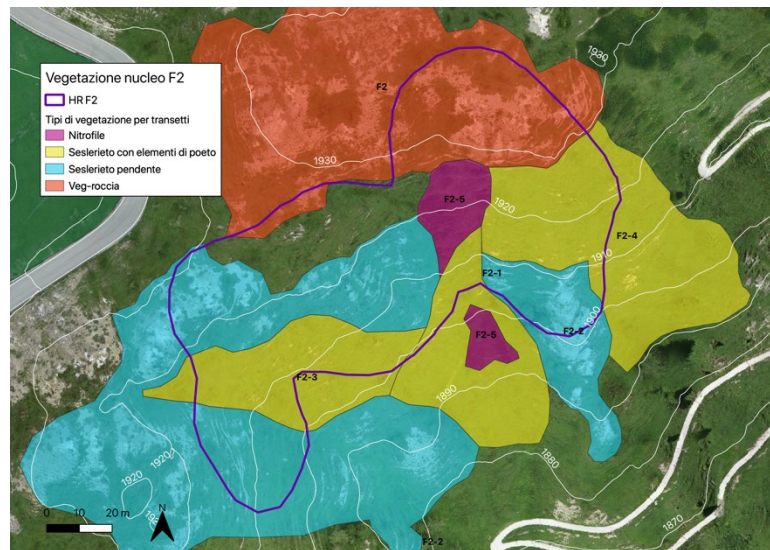 Vegetazione nucleo F2
HR F2
Tipi di vegetazione per transetti
Nitrofile
Seslerieto con elementi di poeto
Seslerieto pendente
Veg-roccia
F2
1930
1930
F2-5
1920
F2-4
1910
F2-1
1900
F2-2
F2-5
F2-3
1890
1880
1920
1920
1870
0 10 20 m
N
F2-2